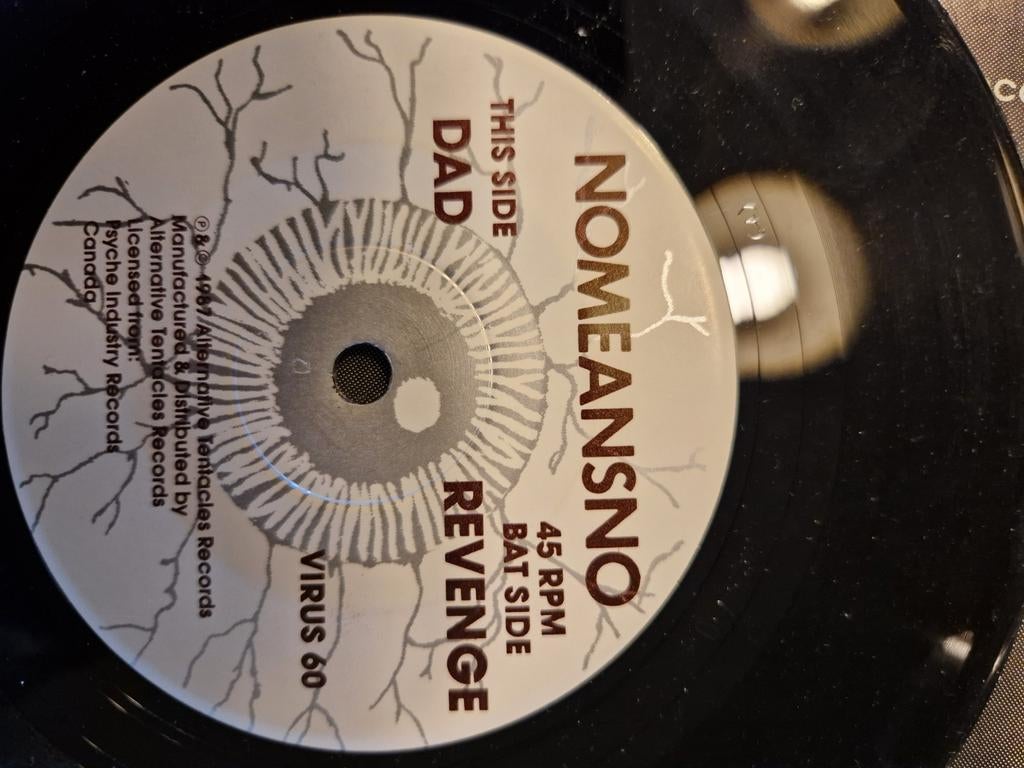 NOMEANSNO
THIS SIDE
DAD
45 RPM
BAT SIDE
REVENGE
VIRUS 60
℗ & © 1987 Alternative Tentacles Records
Manufactured & Distributed by
Alternative Tentacles Records
Licensed from:
Psyche Industry Records
Canada